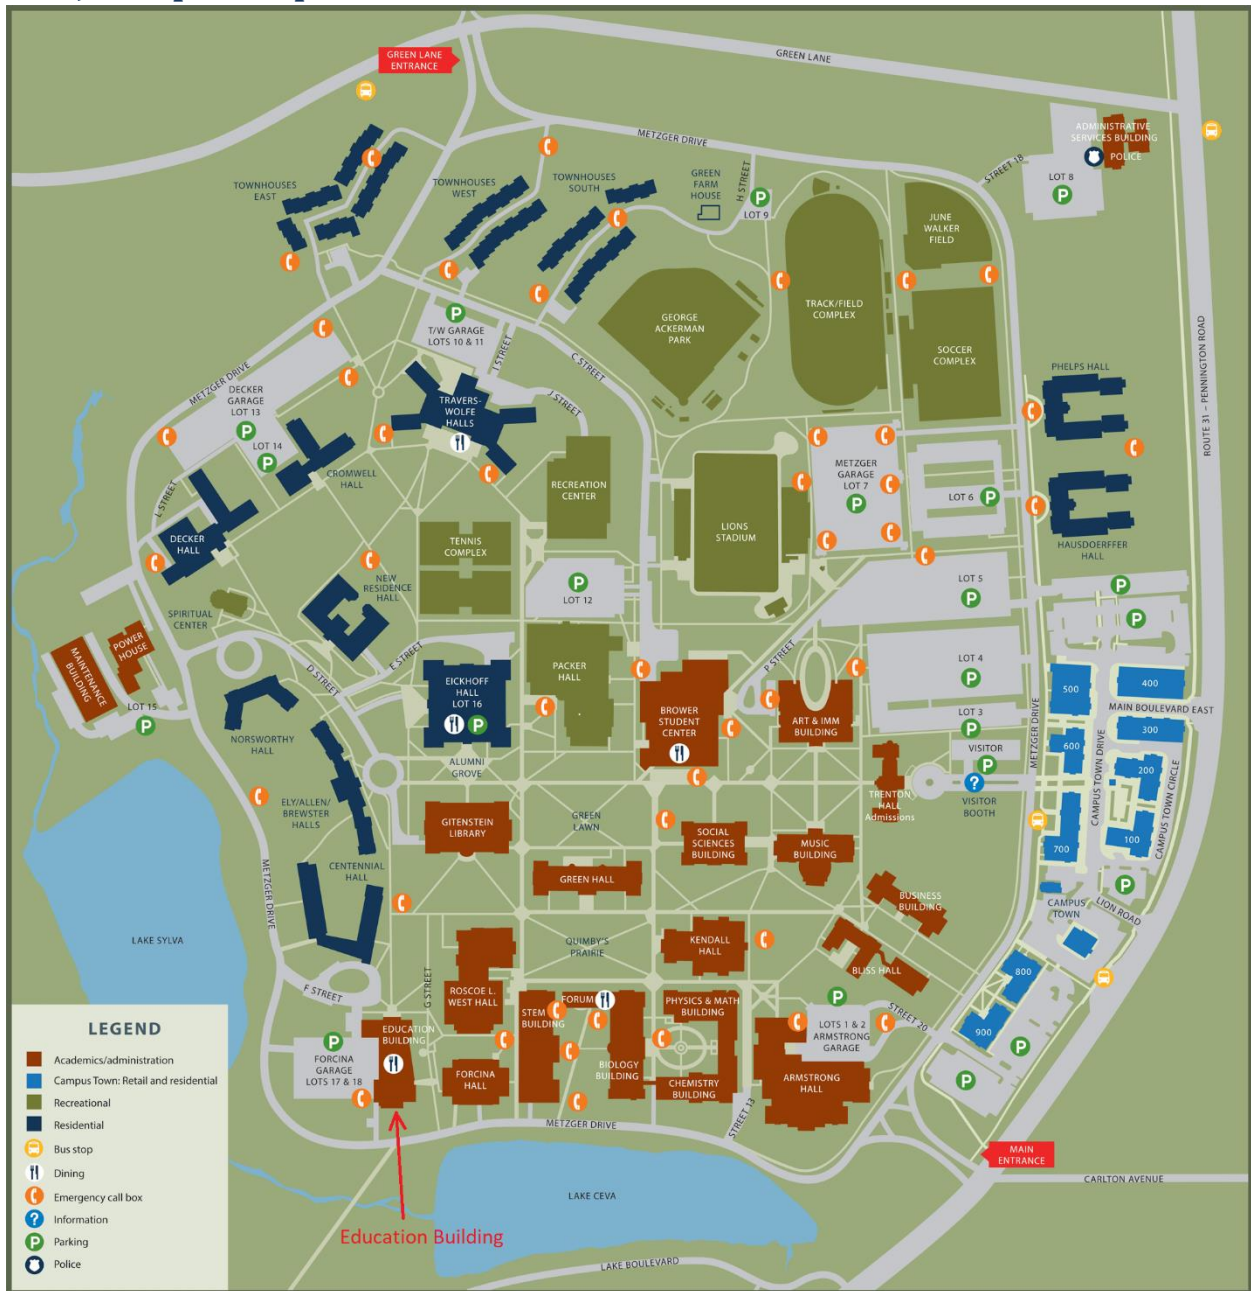 GREEN LANE
ENTRANCE
GREEN LANE
METZGER DRIVE
ADMINISTRATIVE
SERVICES BUILDING
POLICE
STREET 18
LOT 8
TOWNHOUSES
EAST
TOWNHOUSES
WEST
TOWNHOUSES
SOUTH
GREEN
FARM
HOUSE
H STREET
LOT 9
JUNE
WALKER
FIELD
TRACK/FIELD
COMPLEX
GEORGE
ACKERMAN
PARK
SOCCER
COMPLEX
T/W GARAGE
LOTS 10 & 11
I STREET
C STREET
J STREET
METZGER DRIVE
DECKER
GARAGE
LOT 13
LOT 14
TRAVERS-
WOLFE
HALLS
CROMWELL
HALL
L STREET
DECKER
HALL
RECREATION
CENTER
LIONS
STADIUM
METZGER
GARAGE
LOT 7
LOT 6
PHELPS HALL
HAUSDOERFFER
HALL
ROUTE 31 – PENNINGTON ROAD
TENNIS
COMPLEX
NEW
RESIDENCE
HALL
SPIRITUAL
CENTER
LOT 12
LOT 5
POWER
HOUSE
MAINTENANCE
BUILDING
LOT 15
D STREET
E STREET
EICKHOFF
HALL
LOT 16
PACKER
HALL
P STREET
LOT 4
LOT 3
BROWER
STUDENT
CENTER
ART & IMM
BUILDING
METZGER DRIVE
500
400
MAIN BOULEVARD EAST
300
600
200
100
700
CAMPUS TOWN DRIVE
CAMPUS TOWN CIRCLE
NORSWORTHY
HALL
ALUMNI
GROVE
VISITOR
VISITOR
BOOTH
TRENTON
HALL
Admissions
ELY/ALLEN/
BREWSTER
HALLS
GITENSTEIN
LIBRARY
GREEN
LAWN
SOCIAL
SCIENCES
BUILDING
MUSIC
BUILDING
CENTENNIAL
HALL
METZGER DRIVE
GREEN HALL
BUSINESS
BUILDING
CAMPUS
TOWN
LION ROAD
LAKE SYLVA
QUIMBY'S
PRAIRIE
KENDALL
HALL
BLISS HALL
800
900
F STREET
G STREET
ROSCOE L.
WEST HALL
STEM
BUILDING
FORUM
PHYSICS & MATH
BUILDING
LOTS 1 & 2
ARMSTRONG
GARAGE
STREET 20
EDUCATION
BUILDING
FORCINA
GARAGE
LOTS 17 & 18
FORCINA
HALL
BIOLOGY
BUILDING
CHEMISTRY
BUILDING
ARMSTRONG
HALL
STREET 13
METZGER DRIVE
MAIN
ENTRANCE
CARLTON AVENUE
LAKE CEVA
LAKE BOULEVARD
Education Building
LEGEND
Academics/administration
Campus Town: Retail and residential
Recreational
Residential
Bus stop
Dining
Emergency call box
Information
Parking
Police